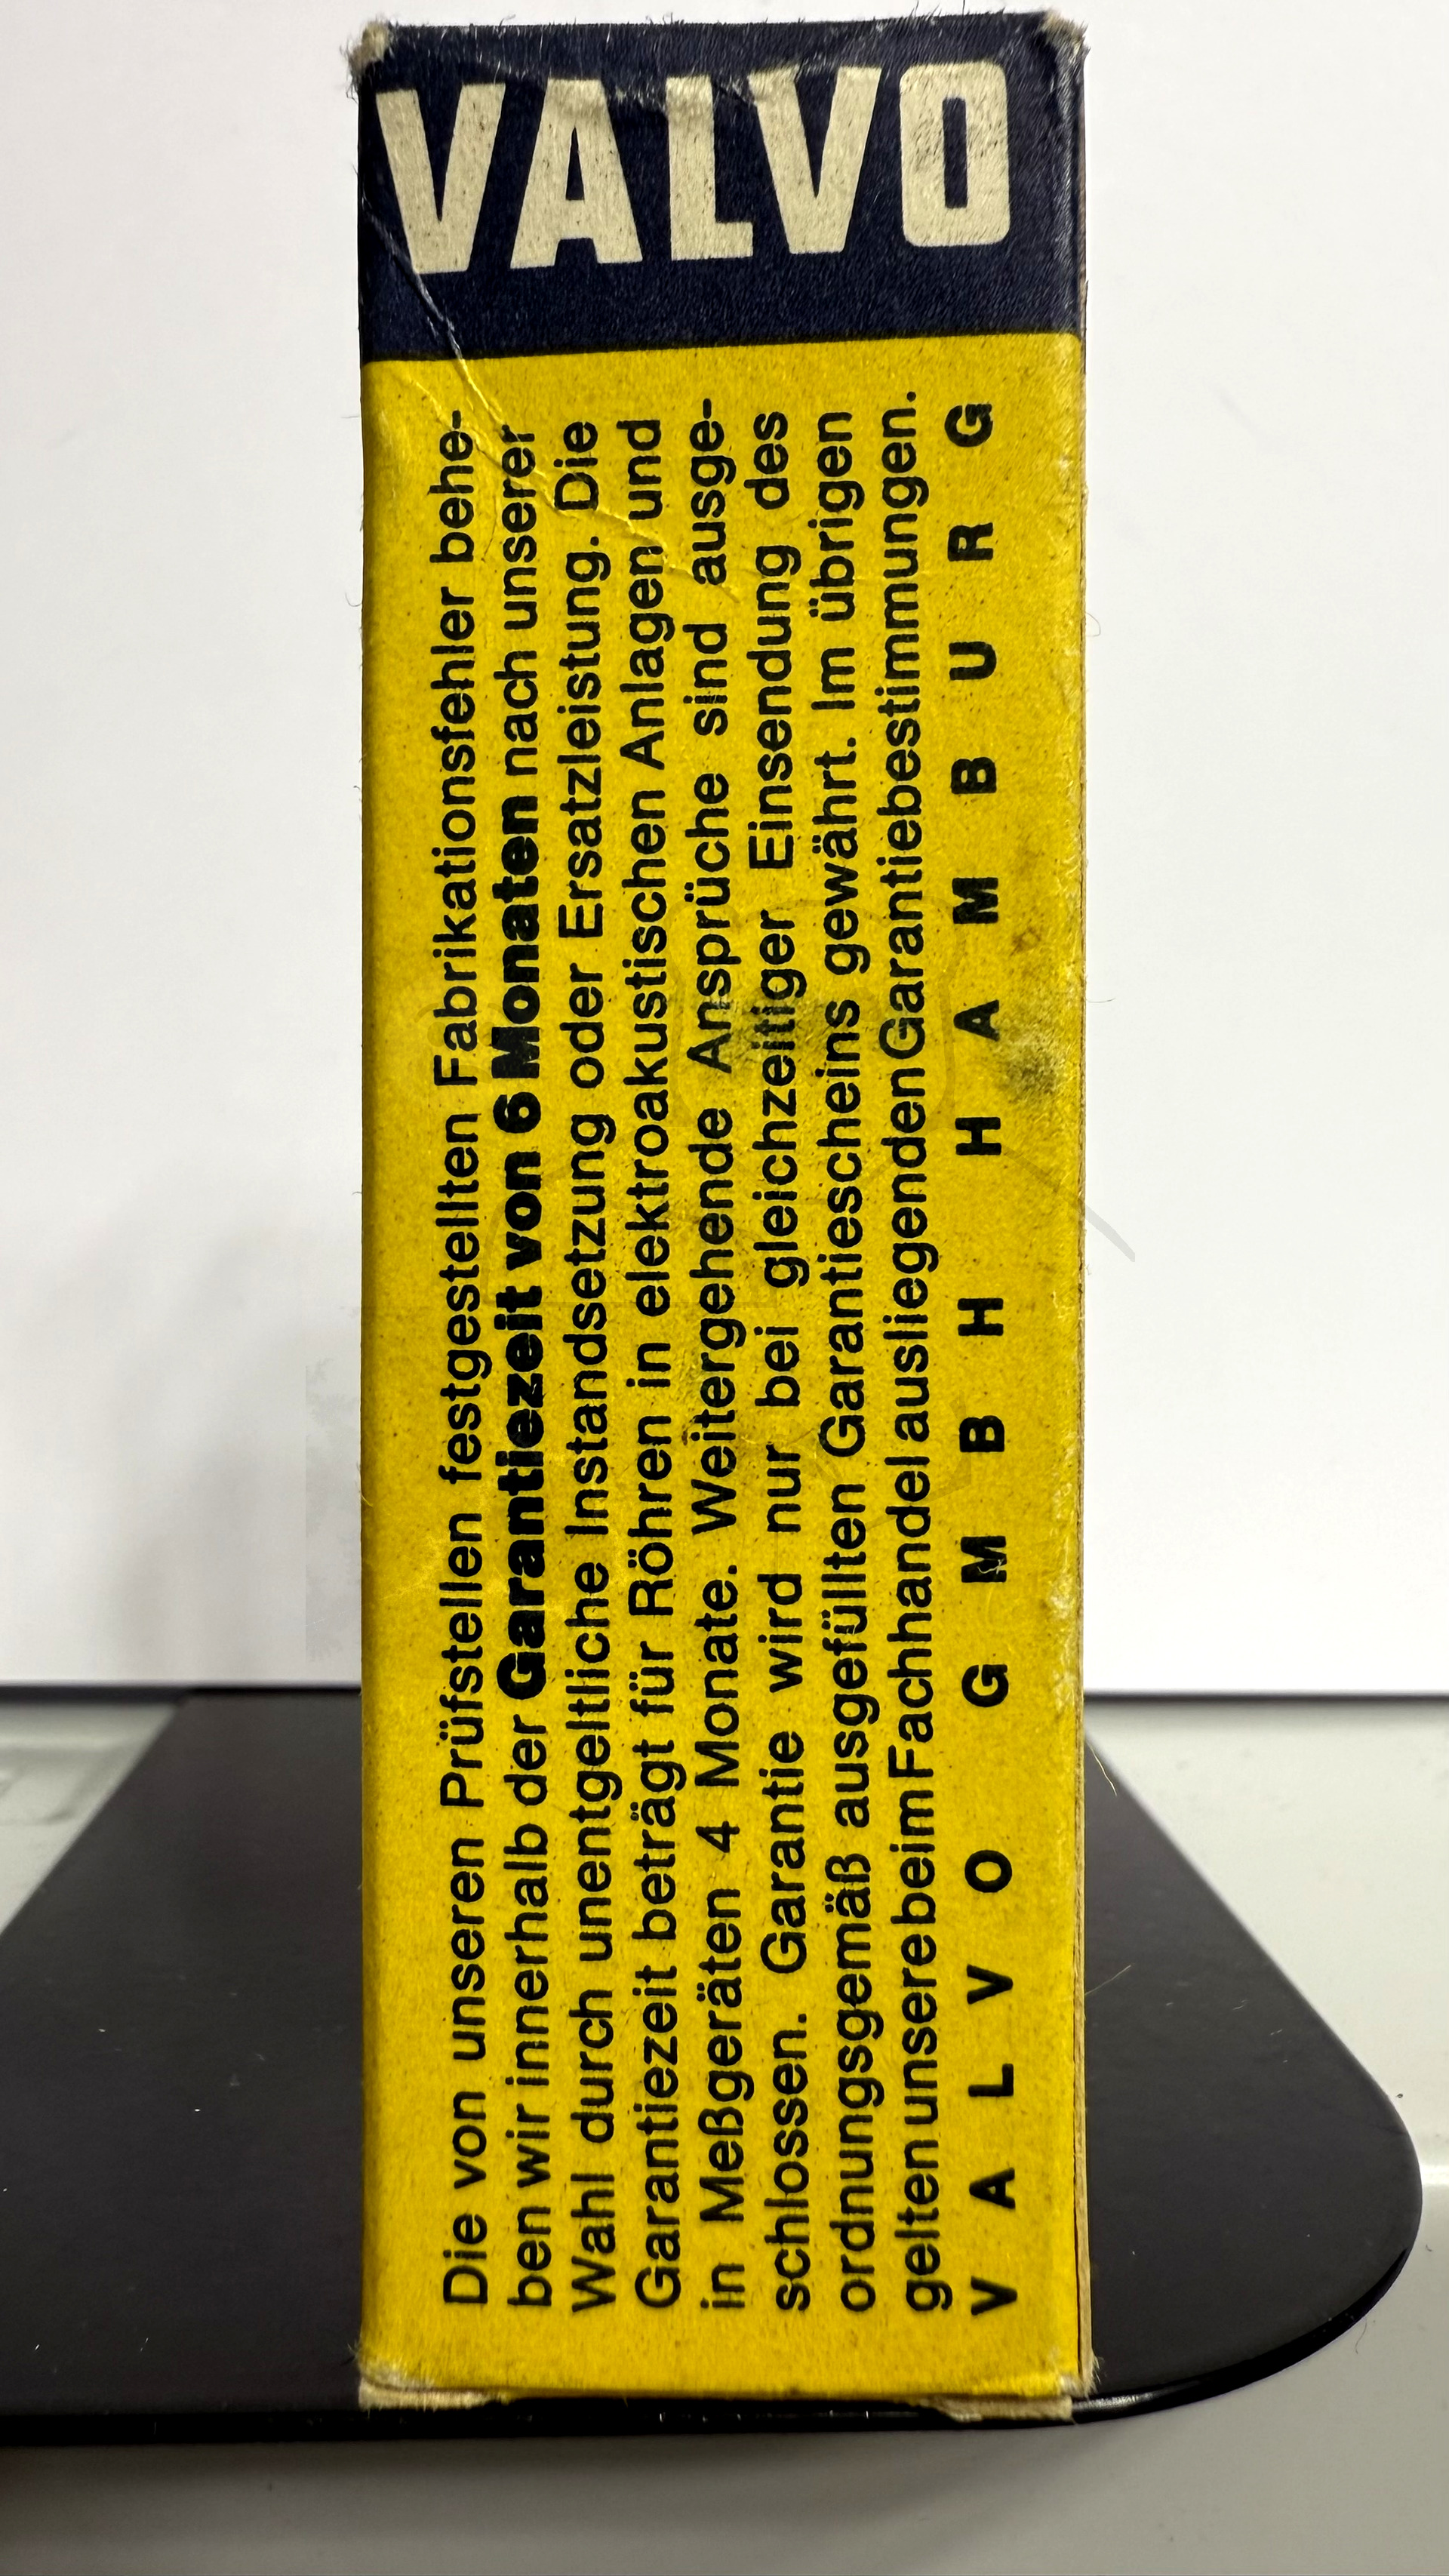 VALVO
Die von unseren Prüfstellen festgestellten Fabrikationsfehler behe-
ben wir innerhalb der Garantiezeit von 6 Monaten nach unserer
Wahl durch unentgeltliche Instandsetzung oder Ersatzleistung. Die
Garantiezeit beträgt für Röhren in elektroakustischen Anlagen und
in Meßgeräten 4 Monate. Weitergehende Ansprüche sind ausge-
schlossen. Garantie wird nur bei gleichzeitiger Einsendung des
ordnungsgemäß ausgefüllten Garantiescheins gewährt. Im übrigen
gelten unsere beim Fachhandel ausliegenden Garantiebestimmungen.
VALVO GMBH HAMBURG